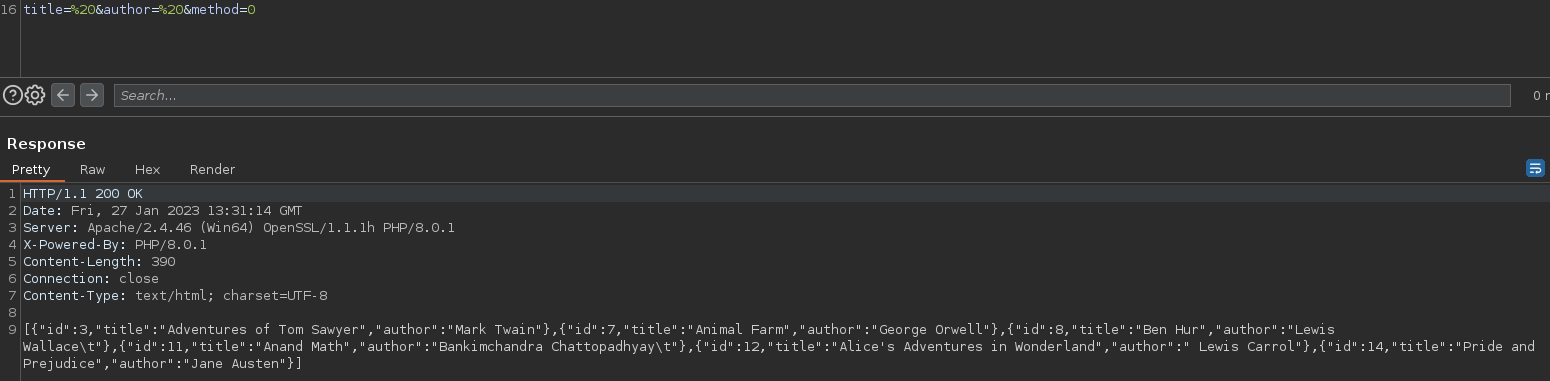 16 title=%20&author=%20&method=0
Search...
0 
Response
Pretty Raw Hex Render
1 HTTP/1.1 200 OK
2 Date: Fri, 27 Jan 2023 13:31:14 GMT
3 Server: Apache/2.4.46 (Win64) OpenSSL/1.1.1h PHP/8.0.1
4 X-Powered-By: PHP/8.0.1
5 Content-Length: 390
6 Connection: close
7 Content-Type: text/html; charset=UTF-8
8
9 [{"id":3,"title":"Adventures of Tom Sawyer","author":"Mark Twain"},{"id":7,"title":"Animal Farm","author":"George Orwell"},{"id":8,"title":"Ben Hur","author":"Lewis
Wallace\t"},{"id":11,"title":"Anand Math","author":"Bankimchandra Chattopadhyay\t"},{"id":12,"title":"Alice's Adventures in Wonderland","author":" Lewis Carrol"},{"id":14,"title":"Pride and
Prejudice","author":"Jane Austen"}]